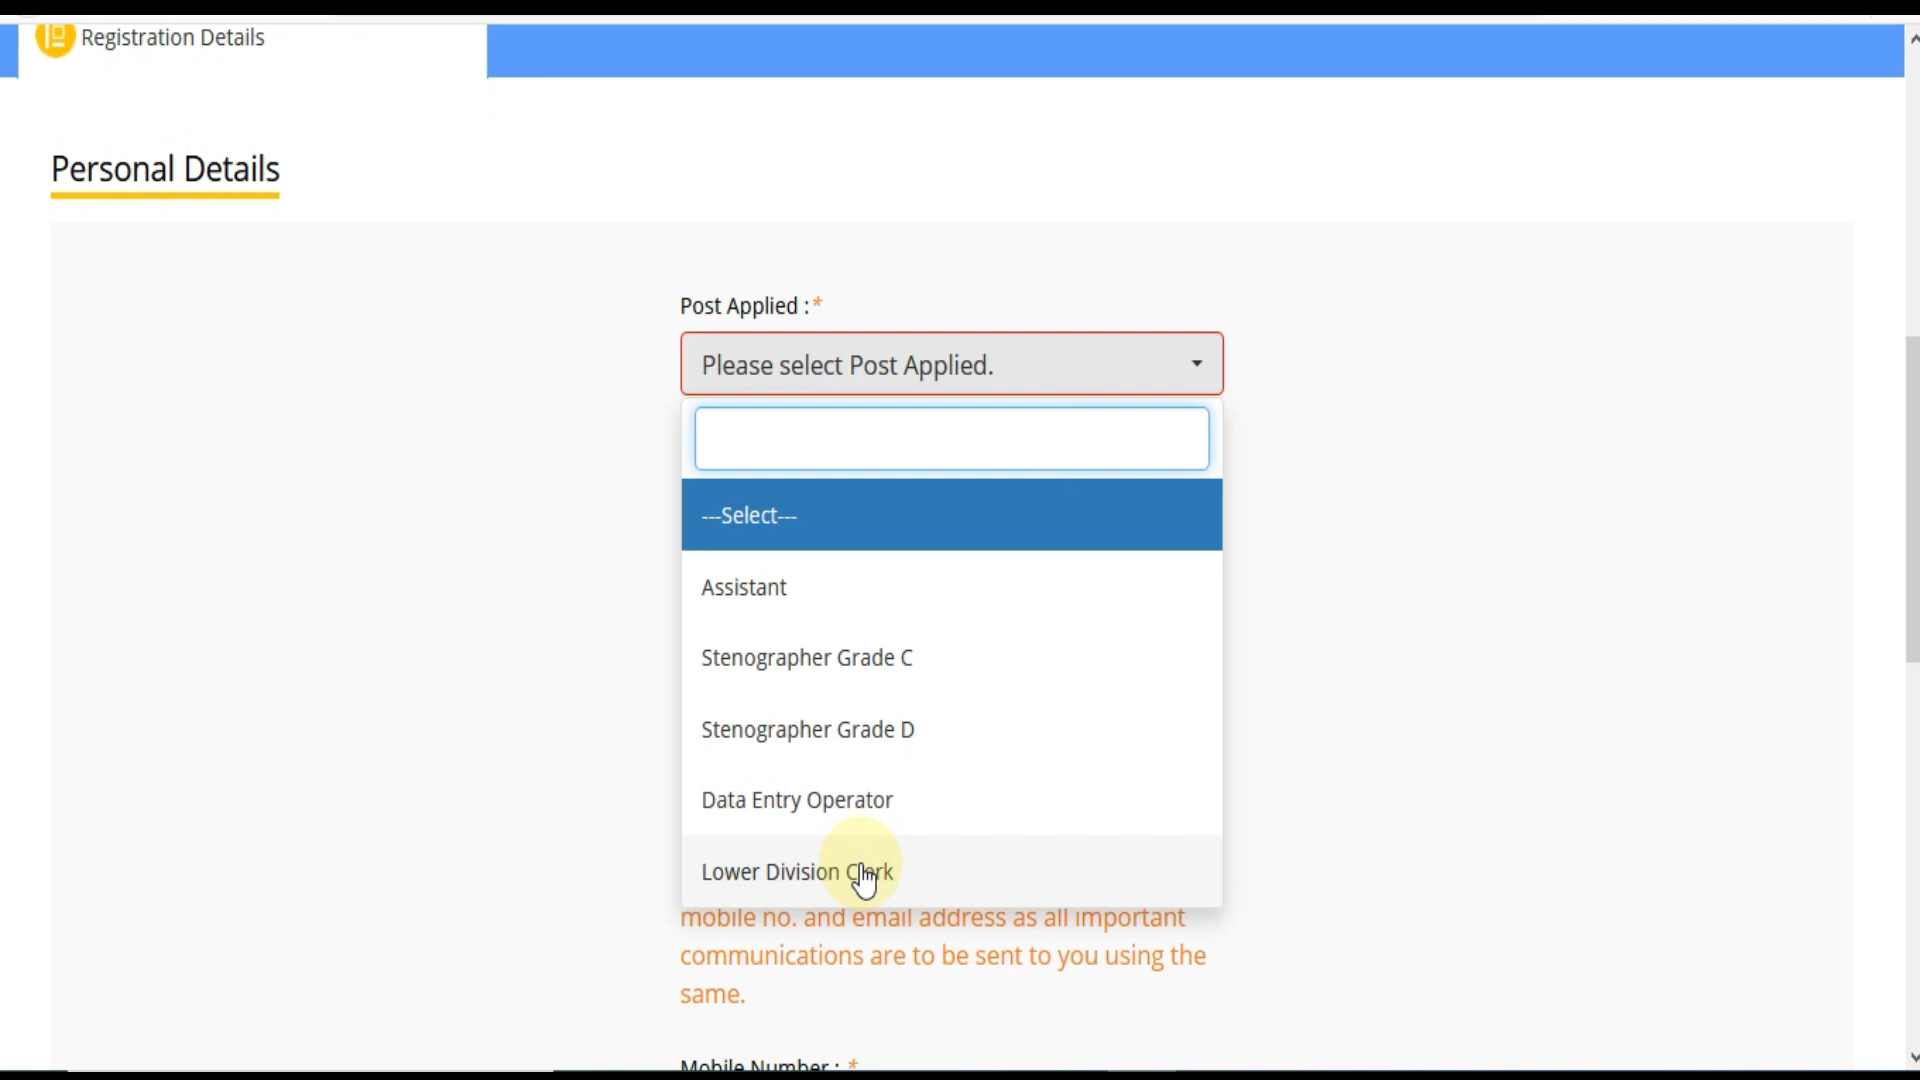 Registration Details
Personal Details
Post Applied :*
Please select Post Applied.
---Select---
Assistant
Stenographer Grade C
Stenographer Grade D
Data Entry Operator
Lower Division Clerk
mobile no. and email address as all important
communications are to be sent to you using the
same.
Mobile Number : *